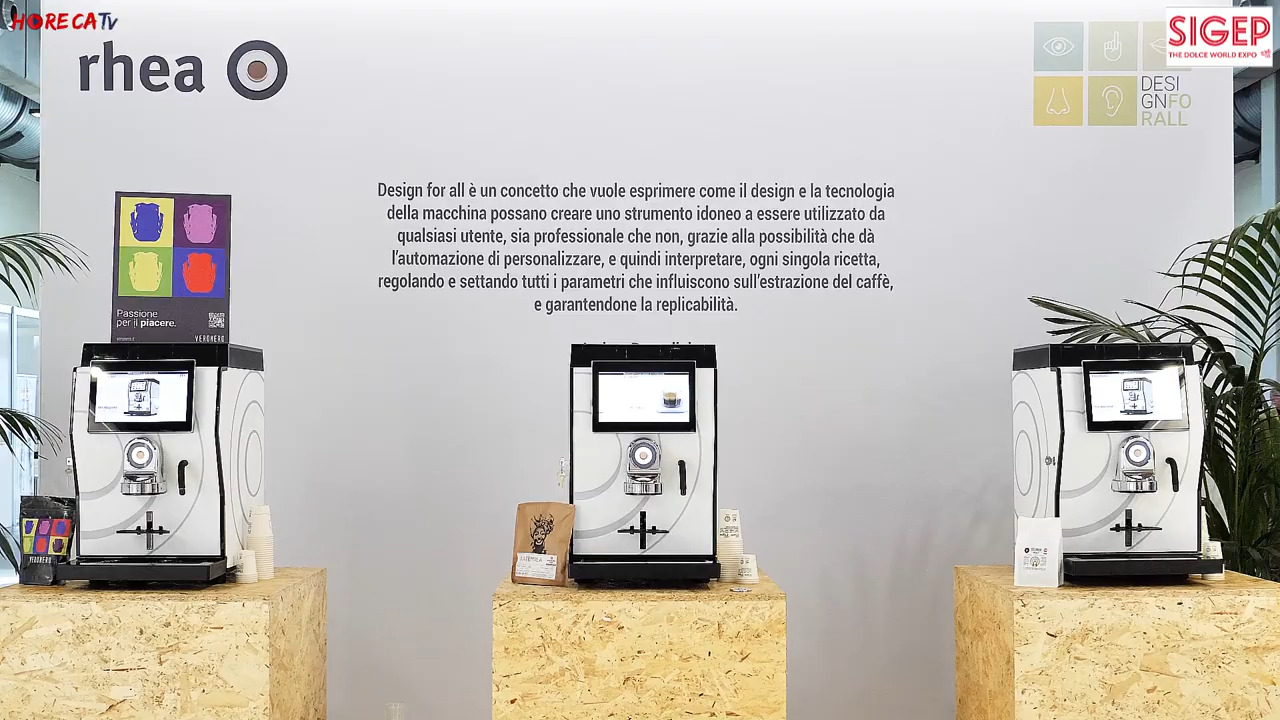 HORECATV
SIGEP
THE DOLCE WORLD EXPO
rhea
DESI
GNFO
RALL
Design for all è un concetto che vuole esprimere come il design e la tecnologia
della macchina possano creare uno strumento idoneo a essere utilizzato da
qualsiasi utente, sia professionale che non, grazie alla possibilità che dà
l'automazione di personalizzare, e quindi interpretare, ogni singola ricetta,
regolando e settando tutti i parametri che influiscono sull'estrazione del caffè,
e garantendone la replicabilità.
Passione
per il piacere.
VERONERO
VERONERO